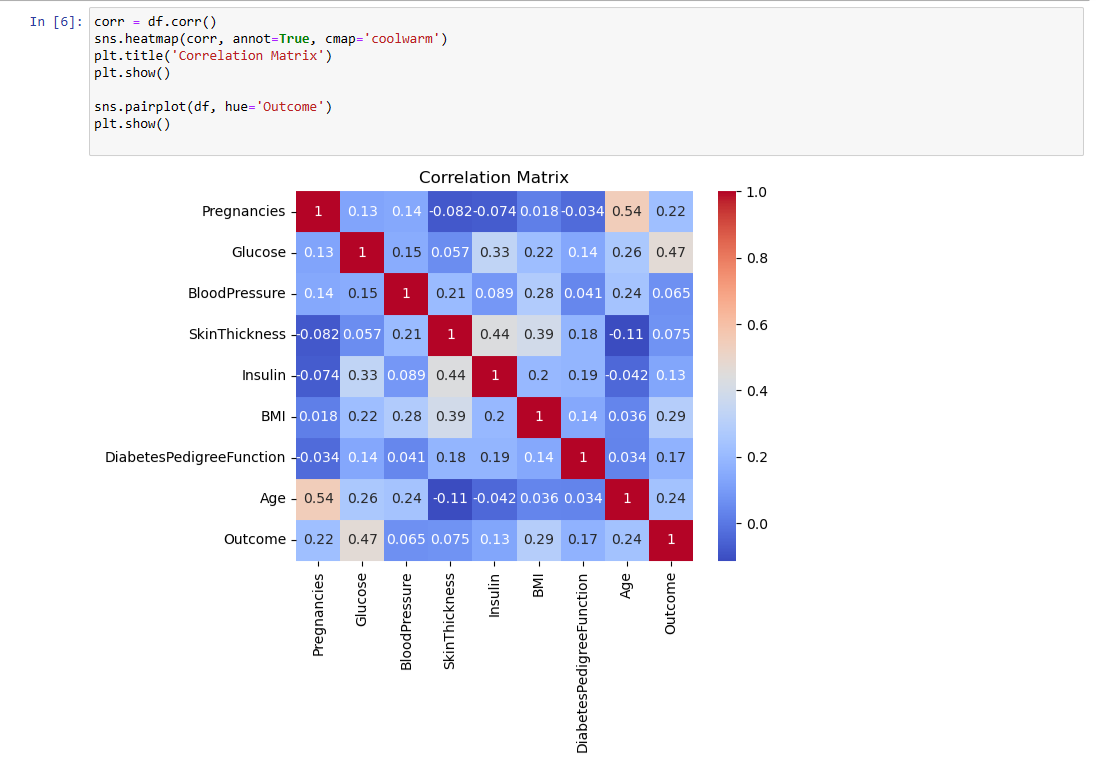 In [6]:
corr = df.corr()
sns.heatmap(corr, annot=True, cmap='coolwarm')
plt.title('Correlation Matrix')
plt.show()
sns.pairplot(df, hue='Outcome')
plt.show()
Correlation Matrix
Pregnancies 1 0.13 0.14 -0.082 -0.074 0.018 -0.034 0.54 0.22
Glucose 0.13 1 0.15 0.057 0.33 0.22 0.14 0.26 0.47
BloodPressure 0.14 0.15 1 0.21 0.089 0.28 0.041 0.24 0.065
SkinThickness -0.082 0.057 0.21 1 0.44 0.39 0.18 -0.11 0.075
Insulin -0.074 0.33 0.089 0.44 1 0.2 0.19 -0.042 0.13
BMI 0.018 0.22 0.28 0.39 0.2 1 0.14 0.036 0.29
DiabetesPedigreeFunction -0.034 0.14 0.041 0.18 0.19 0.14 1 0.034 0.17
Age 0.54 0.26 0.24 -0.11 -0.042 0.036 0.034 1 0.24
Outcome 0.22 0.47 0.065 0.075 0.13 0.29 0.17 0.24 1
Pregnancies
Glucose
BloodPressure
SkinThickness
Insulin
BMI
DiabetesPedigreeFunction
Age
Outcome
1.0
0.8
0.6
0.4
0.2
0.0